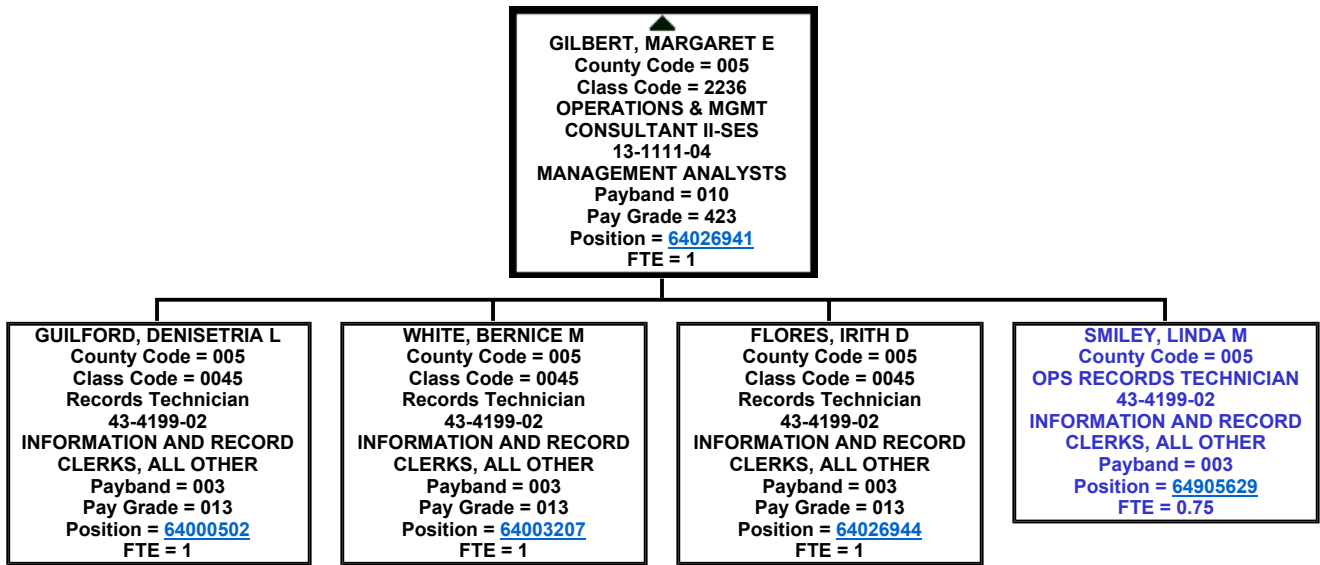 GILBERT, MARGARET E
County Code = 005
Class Code = 2236
OPERATIONS & MGMT
CONSULTANT II-SES
13-1111-04
MANAGEMENT ANALYSTS
Payband = 010
Pay Grade = 423
Position = 64026941
FTE = 1
GUILFORD, DENISETRIA L
County Code = 005
Class Code = 0045
Records Technician
43-4199-02
INFORMATION AND RECORD
CLERKS, ALL OTHER
Payband = 003
Pay Grade = 013
Position = 64000502
FTE = 1
WHITE, BERNICE M
County Code = 005
Class Code = 0045
Records Technician
43-4199-02
INFORMATION AND RECORD
CLERKS, ALL OTHER
Payband = 003
Pay Grade = 013
Position = 64003207
FTE = 1
FLORES, IRITH D
County Code = 005
Class Code = 0045
Records Technician
43-4199-02
INFORMATION AND RECORD
CLERKS, ALL OTHER
Payband = 003
Pay Grade = 013
Position = 64026944
FTE = 1
SMILEY, LINDA M
County Code = 005
OPS RECORDS TECHNICIAN
43-4199-02
INFORMATION AND RECORD
CLERKS, ALL OTHER
Payband = 003
Position = 64905629
FTE = 0.75